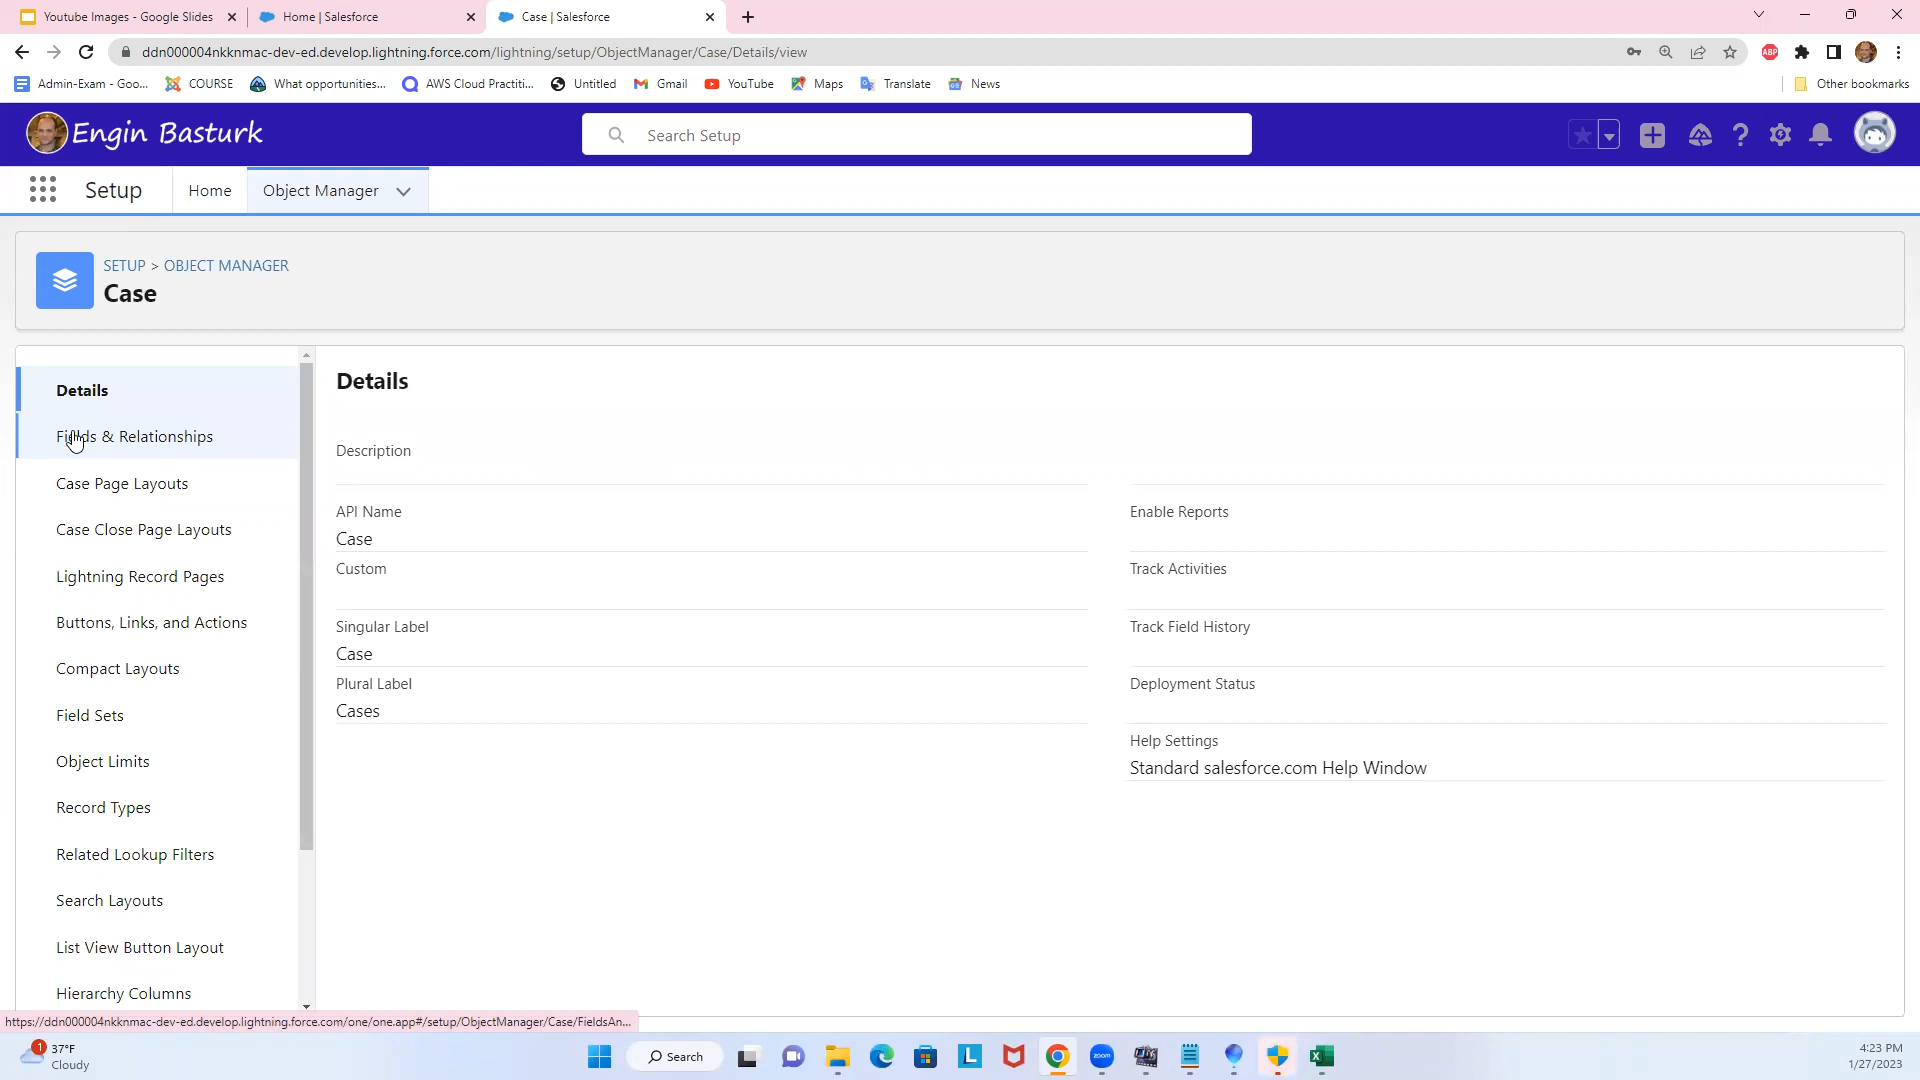 Youtube Images - Google Slides
Home | Salesforce
Case | Salesforce
ddn000004nkknmac-dev-ed.develop.lightning.force.com/lightning/setup/ObjectManager/Case/Details/view
ABP
Admin-Exam - Goo...
COURSE
What opportunities...
AWS Cloud Practiti...
Untitled
Gmail
YouTube
Maps
Translate
News
Other bookmarks
Engin Basturk
Search Setup
Setup
Home
Object Manager
SETUP > OBJECT MANAGER
Case
Details
Fields & Relationships
Case Page Layouts
Case Close Page Layouts
Lightning Record Pages
Buttons, Links, and Actions
Compact Layouts
Field Sets
Object Limits
Record Types
Related Lookup Filters
Search Layouts
List View Button Layout
Hierarchy Columns
Details
Description
API Name
Case
Custom
Singular Label
Case
Plural Label
Cases
Enable Reports
Track Activities
Track Field History
Deployment Status
Help Settings
Standard salesforce.com Help Window
https://ddn000004nkknmac-dev-ed.develop.lightning.force.com/one/one.app#/setup/ObjectManager/Case/FieldsAn...
1
37°F
Cloudy
Search
L
zoom
4:23 PM
1/27/2023